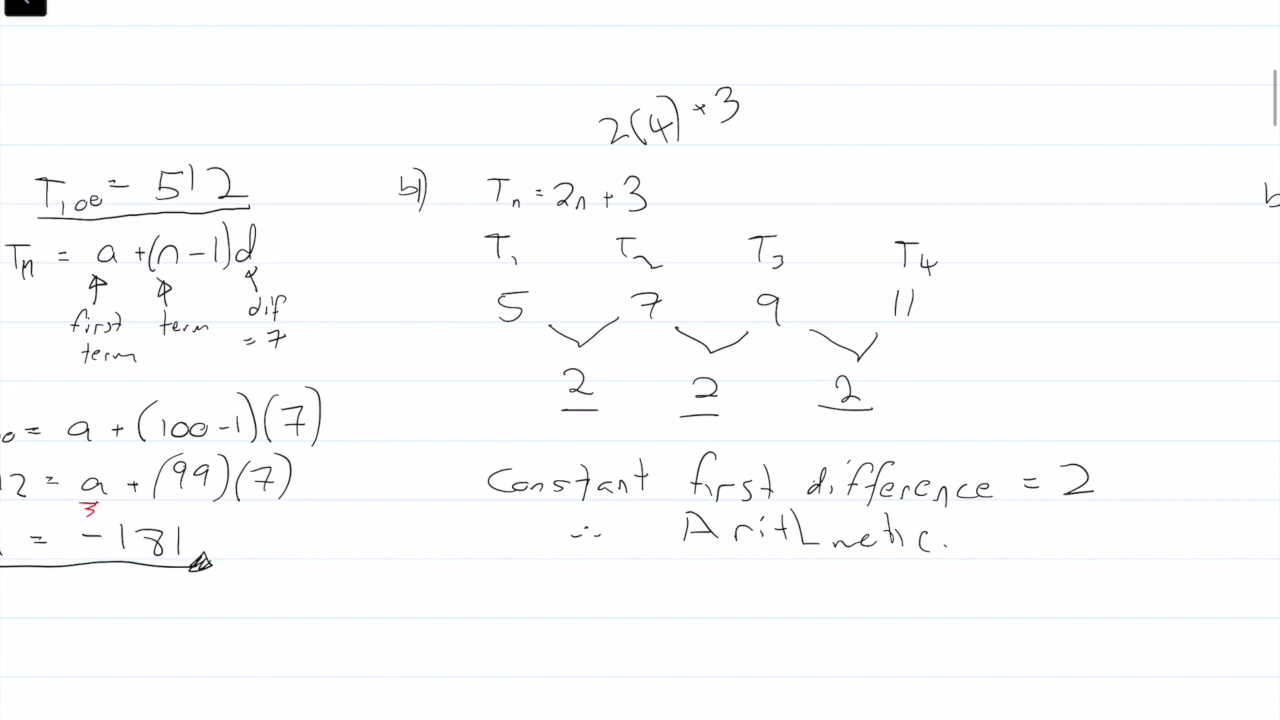 T100 = 512
Tn = a + (n - 1)d
first term
term
dif = 7
= a + (100 - 1)(7)
12 = a + (99)(7)
3
= -181
2(4) + 3
b) Tn = 2n + 3
T1 T2 T3 T4
5 7 9 11
2 2 2
Constant first difference = 2
∴ Arithmetic.
b